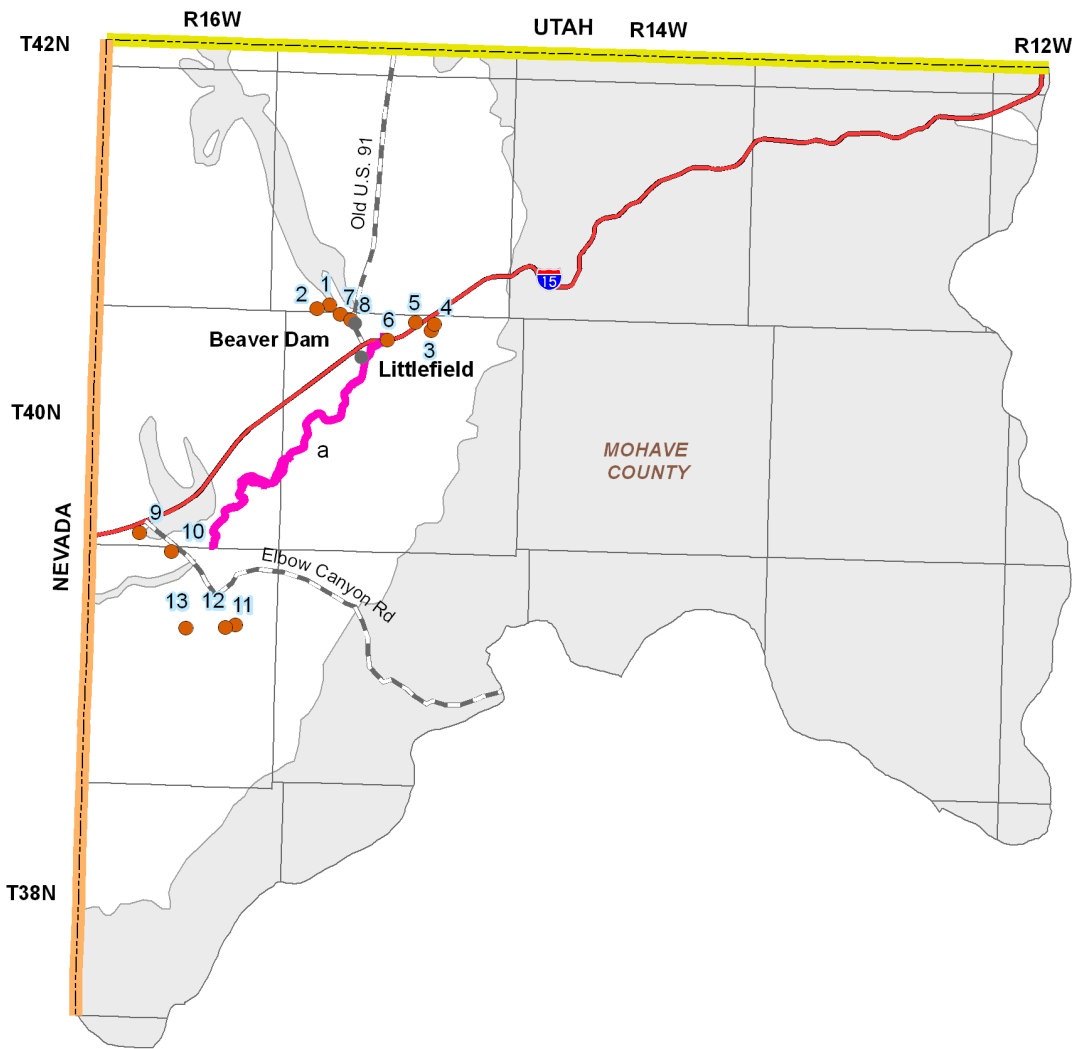 R16W
UTAH
R14W
R12W
T42N
Old U.S. 91
15
1
2
7
8
5
4
6
3
Beaver Dam
Littlefield
T40N
a
MOHAVE
COUNTY
9
10
NEVADA
Elbow Canyon Rd
13
12
11
T38N